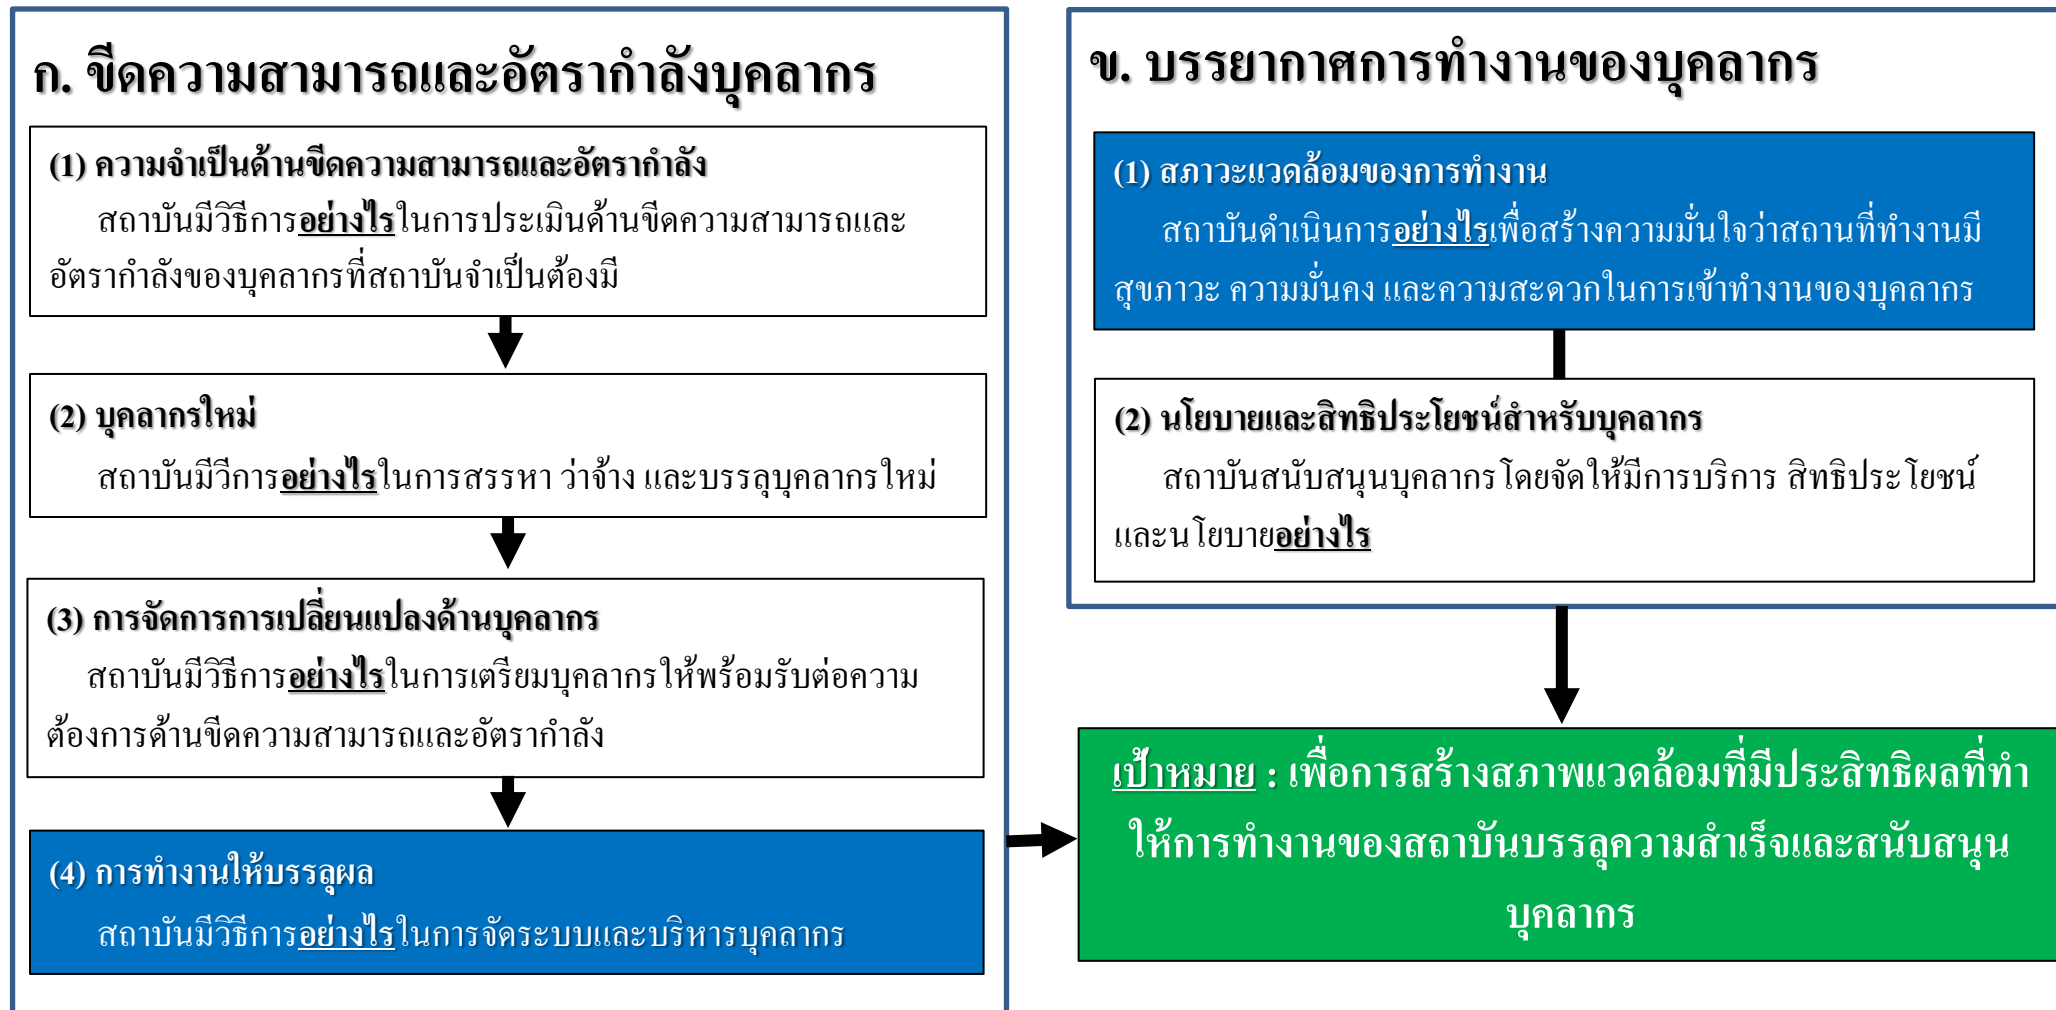 ก. ขีดความสามารถและอัตรากำลังบุคลากร
(1) ความจำเป็นด้านขีดความสามารถและอัตรากำลัง
สถาบันมีวิธีการอย่างไรในการประเมินด้านขีดความสามารถและ
อัตรากำลังของบุคลากรที่สถาบันจำเป็นต้องมี
(2) บุคลากรใหม่
สถาบันมีวีการอย่างไรในการสรรหา ว่าจ้าง และบรรลุบุคลากรใหม่
(3) การจัดการการเปลี่ยนแปลงด้านบุคลากร
สถาบันมีวิธีการอย่างไรในการเตรียมบุคลากรให้พร้อมรับต่อความ
ต้องการด้านขีดความสามารถและอัตรากำลัง
(4) การทำงานให้บรรลุผล
สถาบันมีวิธีการอย่างไรในการจัดระบบและบริหารบุคลากร
ข. บรรยากาศการทำงานของบุคลากร
(1) สภาวะแวดล้อมของการทำงาน
สถาบันดำเนินการอย่างไรเพื่อสร้างความมั่นใจว่าสถานที่ทำงานมี
สุขภาวะ ความมั่นคง และความสะดวกในการเข้าทำงานของบุคลากร
(2) นโยบายและสิทธิประโยชน์สำหรับบุคลากร
สถาบันสนับสนุนบุคลากรโดยจัดให้มีการบริการ สิทธิประโยชน์
และนโยบายอย่างไร
เป้าหมาย : เพื่อการสร้างสภาพแวดล้อมที่มีประสิทธิผลที่ทำ
ให้การทำงานของสถาบันบรรลุความสำเร็จและสนับสนุน
บุคลากร